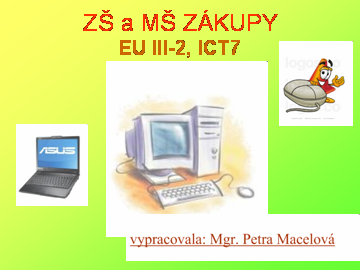 ZŠ a MŠ ZÁKUPY
EU III-2, ICT7
ASUS
vypracovala: Mgr. Petra Macelová